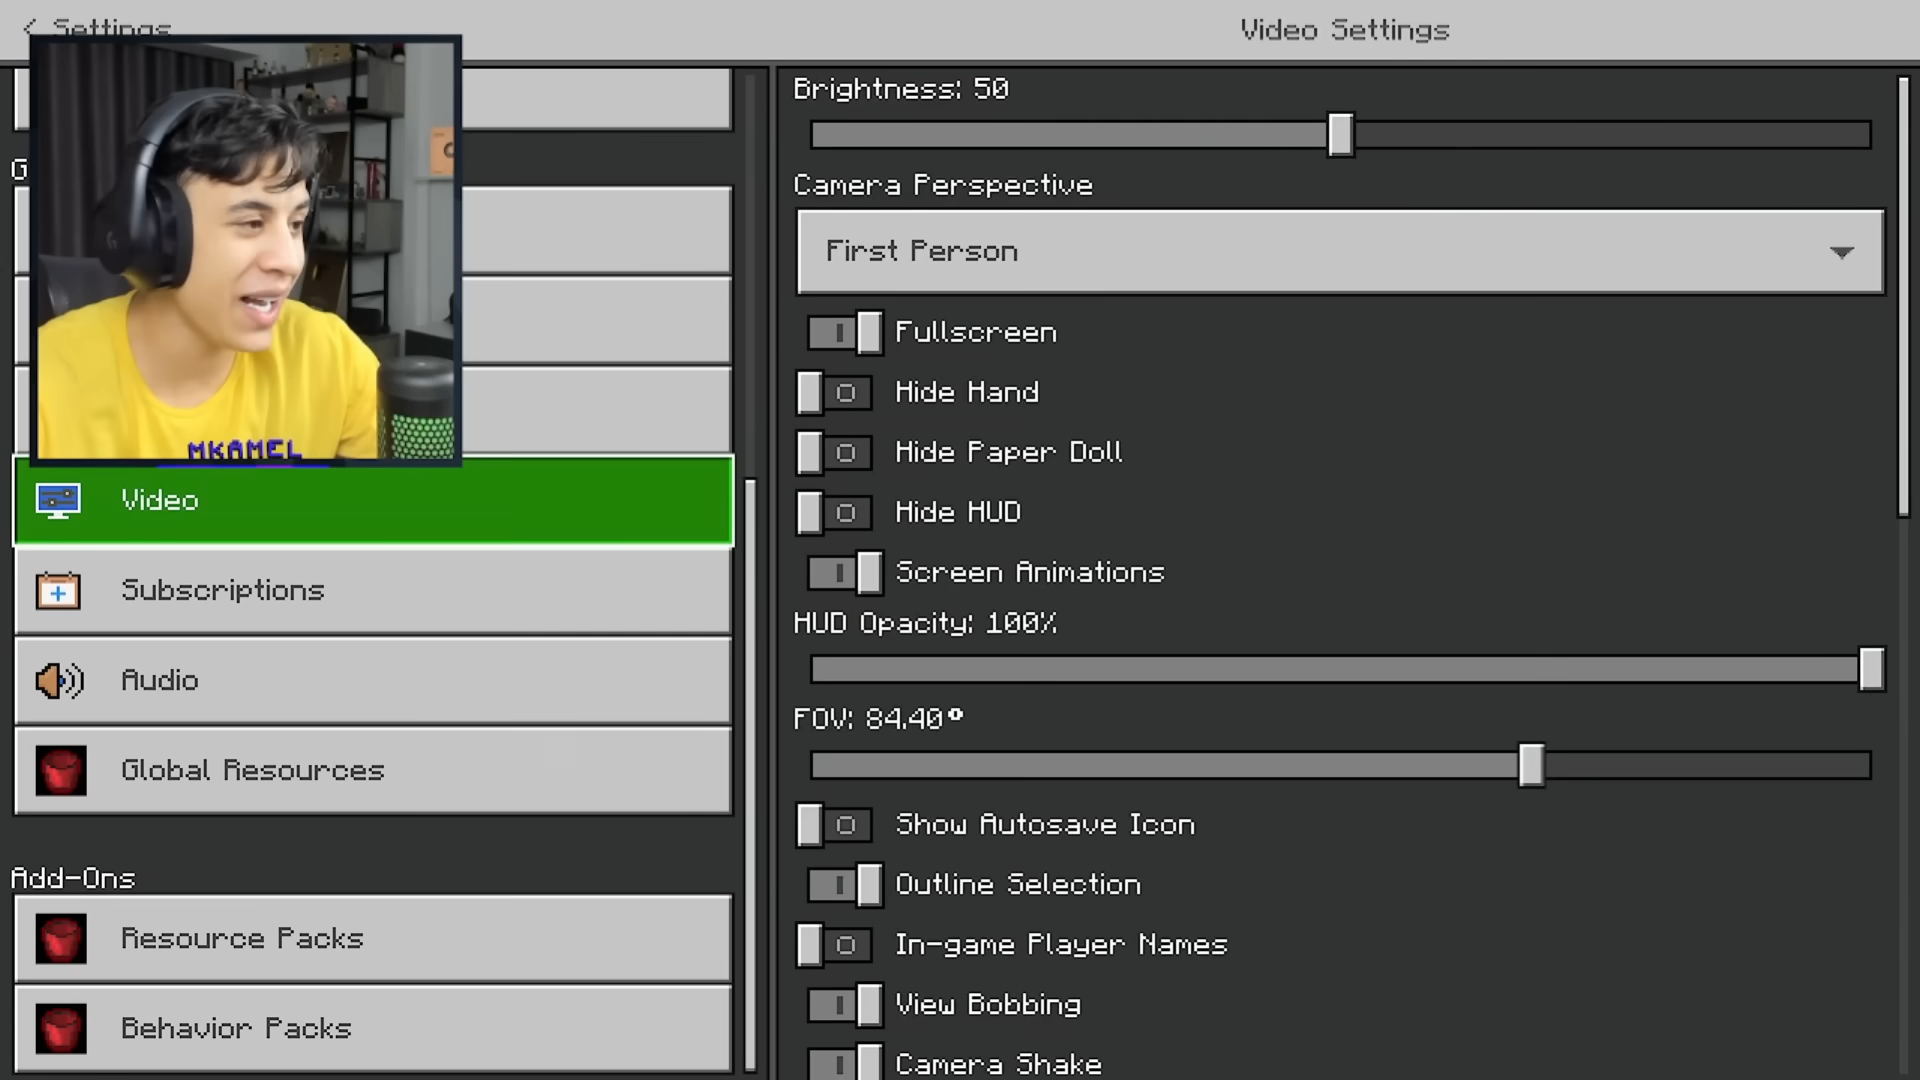 Settings
Video Settings
G
MKAMEL
Video
Subscriptions
Audio
Global Resources
Add-Ons
Resource Packs
Behavior Packs
Brightness: 50
Camera Perspective
First Person
Fullscreen
Hide Hand
Hide Paper Doll
Hide HUD
Screen Animations
HUD Opacity: 100%
FOV: 84.40°
Show Autosave Icon
Outline Selection
In-game Player Names
View Bobbing
Camera Shake